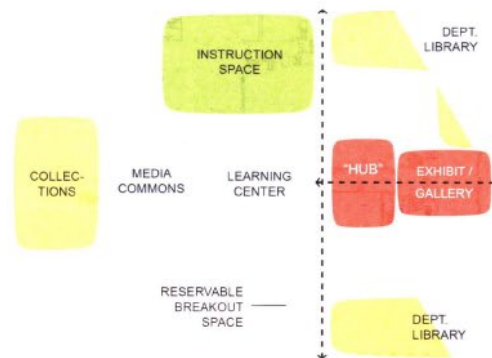 INSTRUCTION
SPACE
DEPT.
LIBRARY
COLLEC-
TIONS
MEDIA
COMMONS
LEARNING
CENTER
"HUB"
EXHIBIT /
GALLERY
RESERVABLE
BREAKOUT
SPACE
DEPT.
LIBRARY